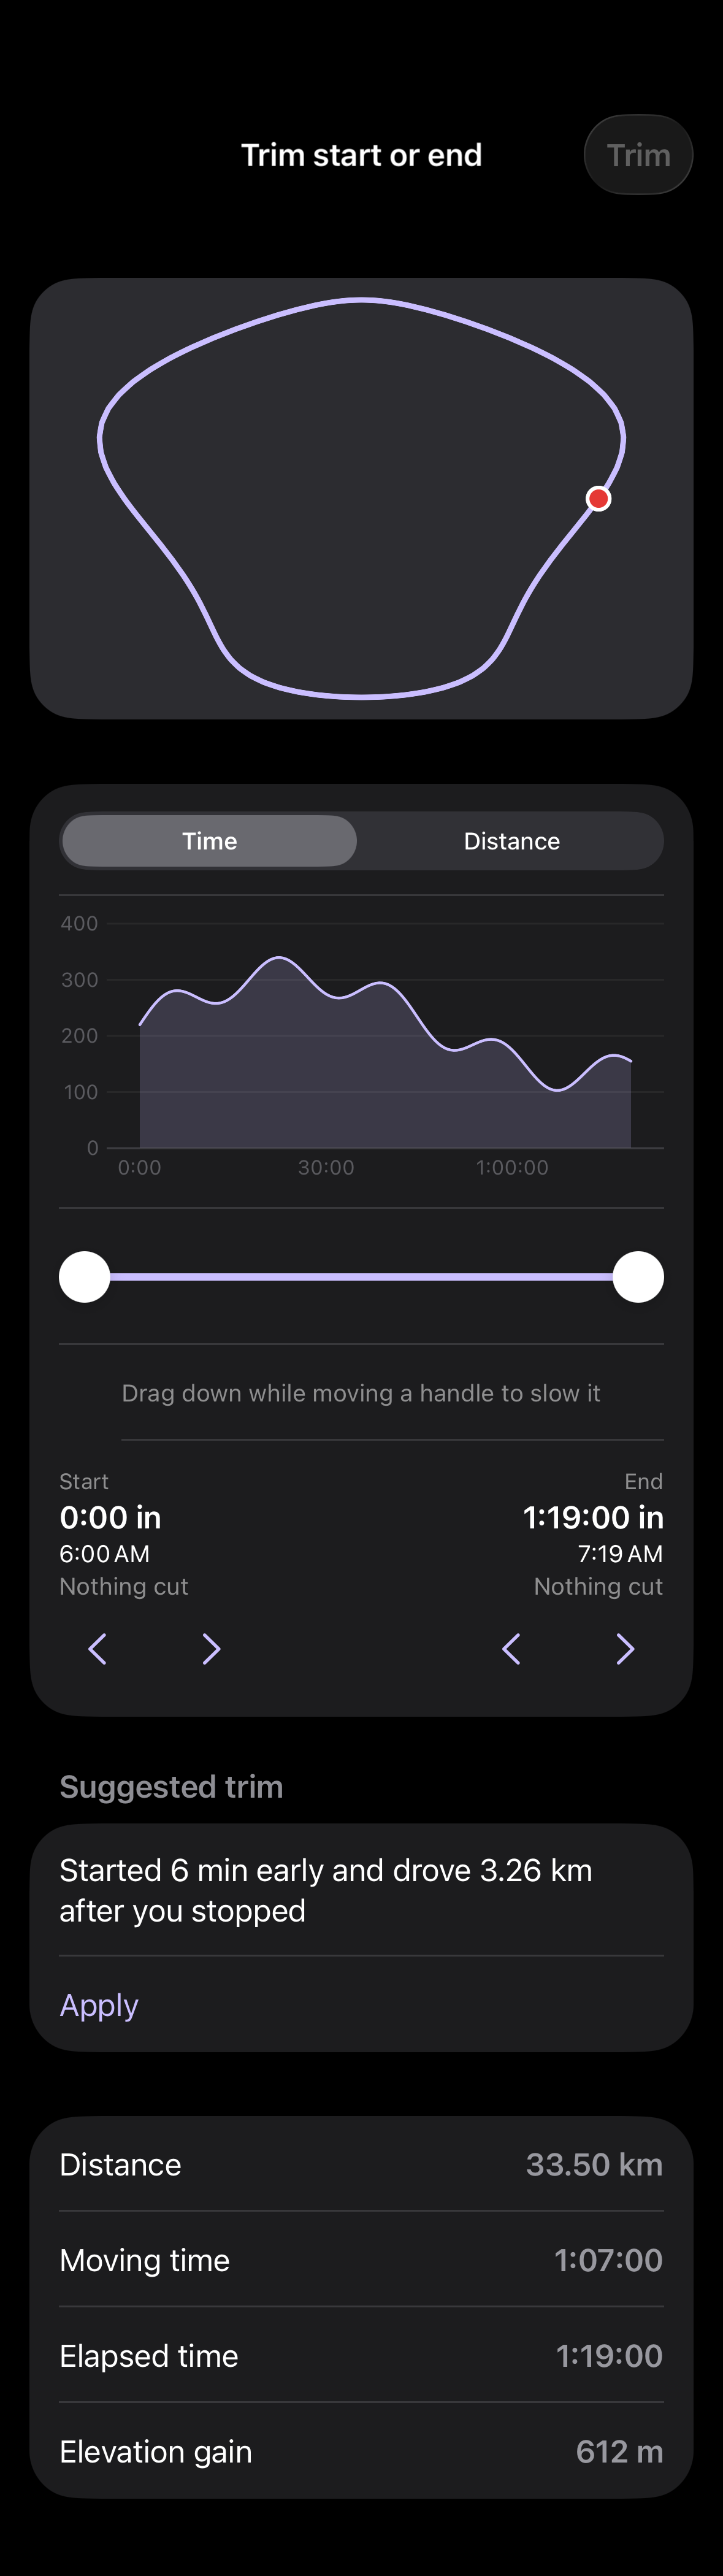 Trim start or end
Trim
Time
Distance
400
300
200
100
0
0:00
30:00
1:00:00
Drag down while moving a handle to slow it
Start
End
0:00 in
1:19:00 in
6:00 AM
7:19 AM
Nothing cut
Nothing cut
Suggested trim
Started 6 min early and drove 3.26 km
after you stopped
Apply
Distance
33.50 km
Moving time
1:07:00
Elapsed time
1:19:00
Elevation gain
612 m